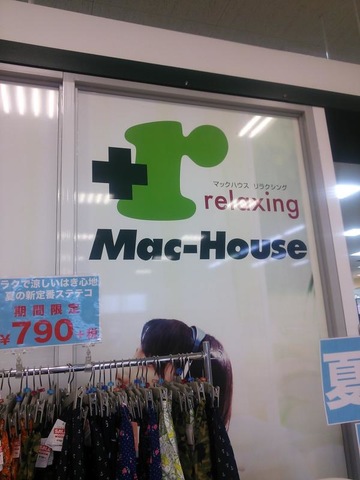 マックハウス リラクシング
relaxing
Mac-House
ラクで涼しいはき心地
夏の新定番ステテコ
期間限定
¥790+税
夏
SALE